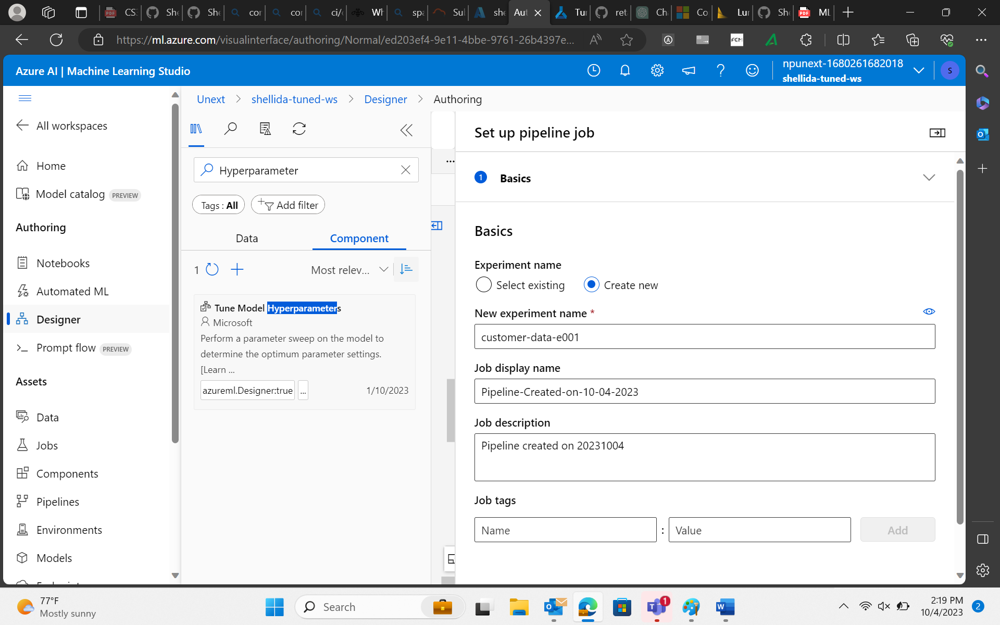 CS
She
She
cor
cor
ci/c
Wh
spa
Sul
she
Aut
Tur
ret
Ch
Co
Lur
She
ML
https://ml.azure.com/visualinterface/authoring/Normal/ed203ef4-9e11-4bbe-9761-26b4397e...
Azure AI | Machine Learning Studio
npunext-1680261682018
shellida-tuned-ws
S
Unext > shellida-tuned-ws > Designer > Authoring
All workspaces
Home
Model catalog PREVIEW
Authoring
Notebooks
Automated ML
Designer
Prompt flow PREVIEW
Assets
Data
Jobs
Components
Pipelines
Environments
Models
Hyperparameter
Tags : All
Add filter
Data
Component
1
Most relev...
Tune Model Hyperparameters
Microsoft
Perform a parameter sweep on the model to
determine the optimum parameter settings.
[Learn ...
azureml.Designer:true
...
1/10/2023
Set up pipeline job
1 Basics
Basics
Experiment name
Select existing
Create new
New experiment name *
customer-data-e001
Job display name
Pipeline-Created-on-10-04-2023
Job description
Pipeline created on 20231004
Job tags
Name : Value
Add
77°F
Mostly sunny
Search
1
2:19 PM
10/4/2023
2